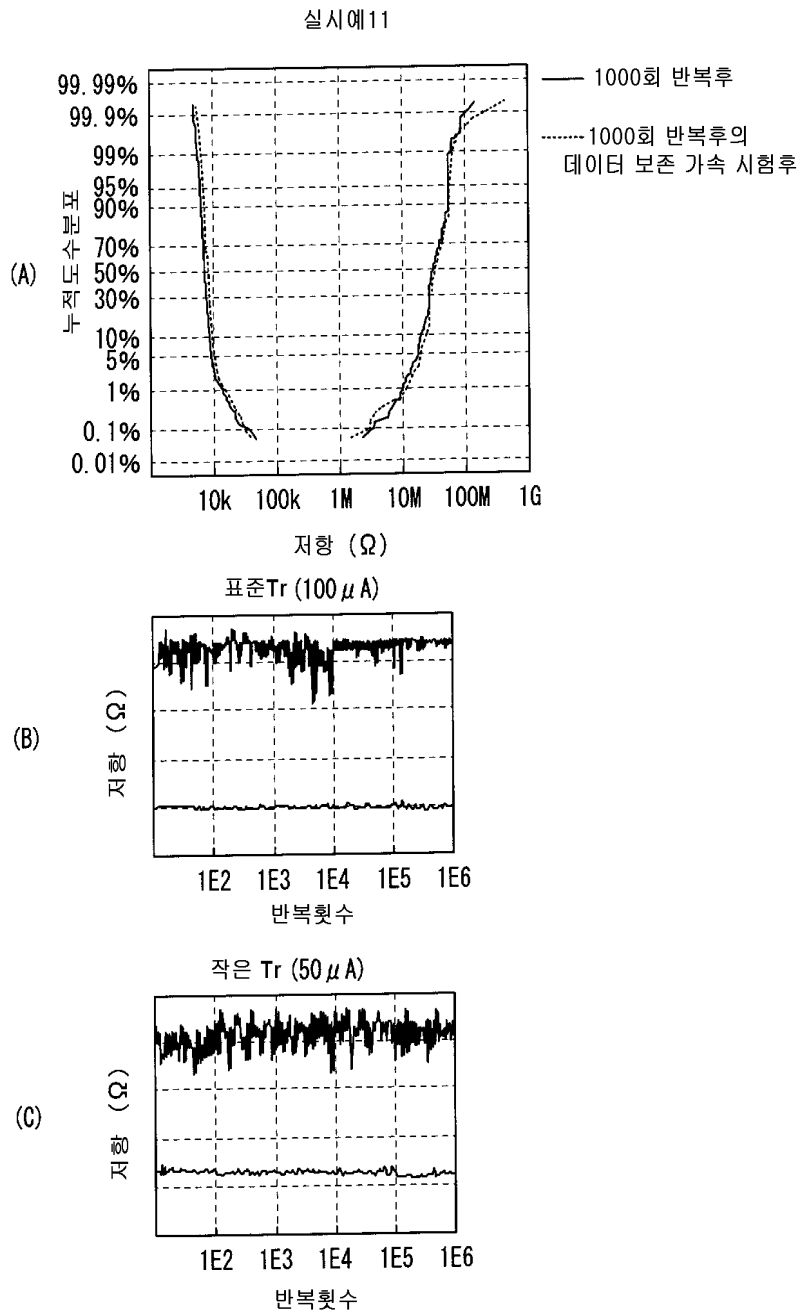 실시예11
(A)
누적도수분포
99.99%
99.9%
99%
95%
90%
70%
50%
30%
10%
5%
1%
0.1%
0.01%
10k 100k 1M 10M 100M 1G
저항 (Ω)
1000회 반복후
1000회 반복후의
데이터 보존 가속 시험후
표준Tr (100μA)
(B)
저항 (Ω)
1E2 1E3 1E4 1E5 1E6
반복횟수
작은 Tr (50μA)
(C)
저항 (Ω)
1E2 1E3 1E4 1E5 1E6
반복횟수